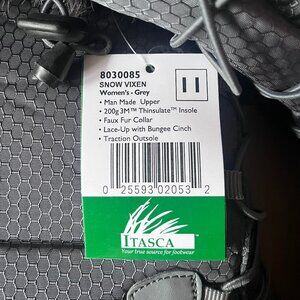 8030085
11
SNOW VIXEN
Women's - Grey
• Man Made Upper
• 200g 3M™ Thinsulate™ Insole
• Faux Fur Collar
• Lace-Up with Bungee Cinch
• Traction Outsole
0 25593 02053 2
ITASCA
Your true source for footwear